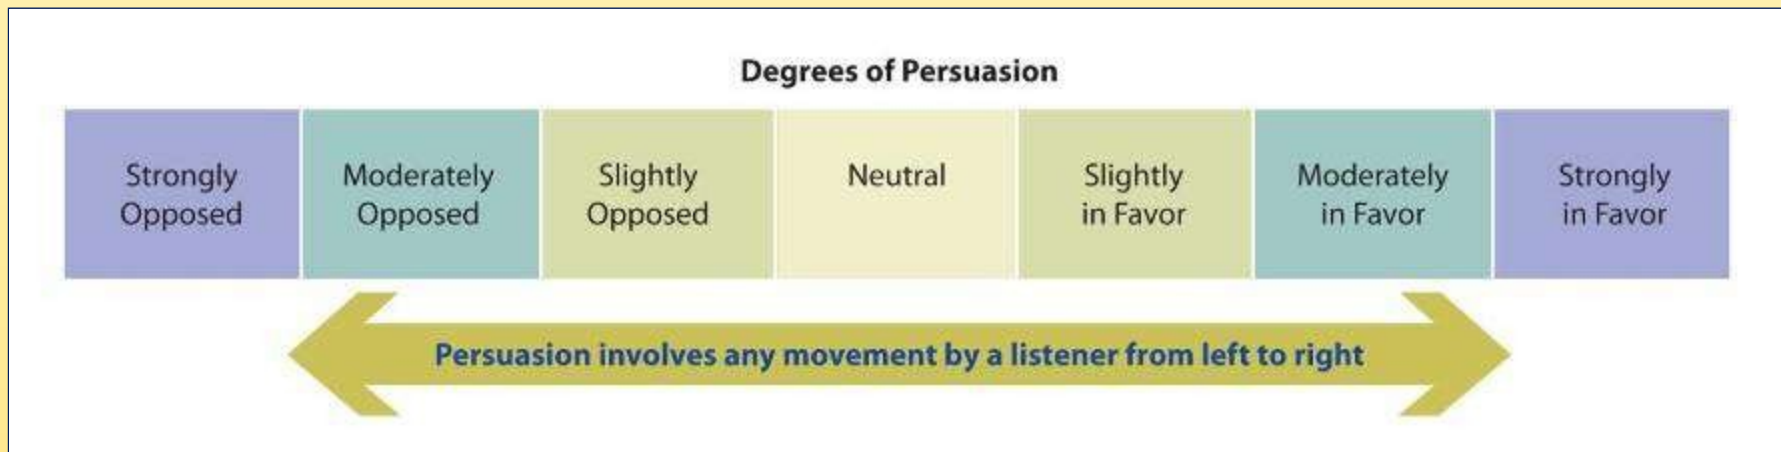 Degrees of Persuasion
Strongly
Opposed
Moderately
Opposed
Slightly
Opposed
Neutral
Slightly
in Favor
Moderately
in Favor
Strongly
in Favor
Persuasion involves any movement by a listener from left to right